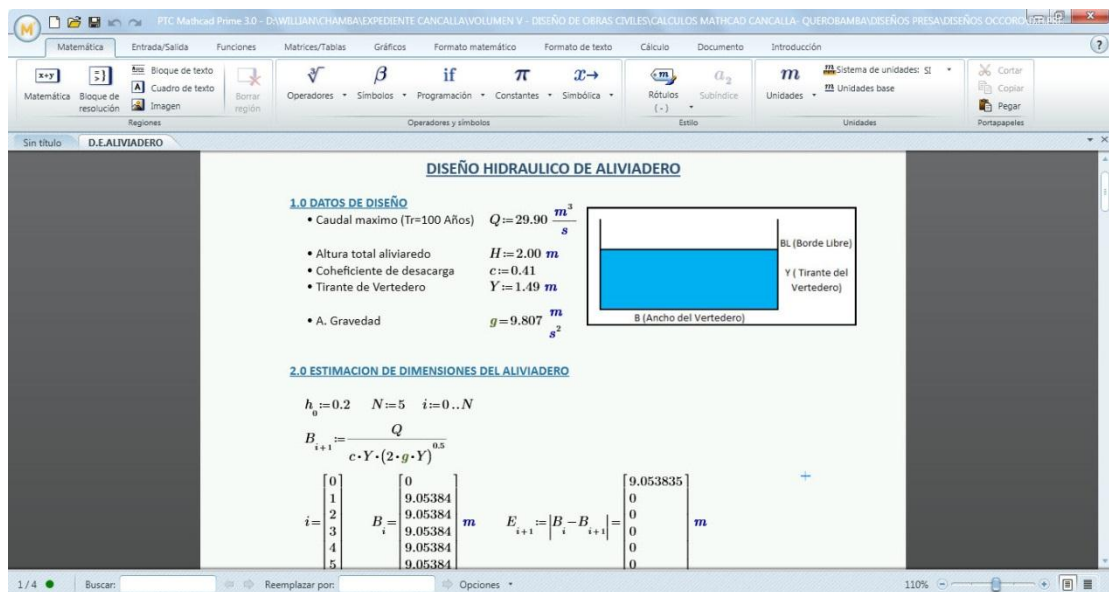 PTC Mathcad Prime 3.0 - D:\WILLIAN\CHAMBA\EXPEDIENTE CANCALLA\VOLUMEN V - DISEÑO DE OBRAS CIVILES\CALCULOS MATHCAD CANCALLA- QUEROBAMBA\DISEÑOS PRESA\DISEÑOS OCCORO
Matemática Entrada/Salida Funciones Matrices/Tablas Gráficos Formato matemático Formato de texto Cálculo Documento Introducción
Matemática
Bloque de resolución
Bloque de texto
Cuadro de texto
Imagen
Borrar región
Regiones
Operadores Símbolos Programación Constantes Simbólica
Operadores y símbolos
Rótulos (-)
Subíndice
Estilo
Unidades
Sistema de unidades: SI
Unidades base
Unidades
Cortar
Copiar
Pegar
Portapapeles
Sin título D.E.ALIVIADERO
DISEÑO HIDRAULICO DE ALIVIADERO
1.0 DATOS DE DISEÑO
• Caudal maximo (Tr=100 Años) Q:=29.90 m³/s
• Altura total aliviaredo H:=2.00 m
• Coheficiente de desacarga c:=0.41
• Tirante de Vertedero Y:=1.49 m
• A. Gravedad g=9.807 m/s²
BL (Borde Libre)
Y ( Tirante del
Vertedero)
B (Ancho del Vertedero)
2.0 ESTIMACION DE DIMENSIONES DEL ALIVIADERO
h₀:=0.2 N:=5 i:=0..N
B_{i+1}:=Q/(c·Y·(2·g·Y)^0.5)
i=[0 1 2 3 4 5] B_i=[0 9.05384 9.05384 9.05384 9.05384 9.05384] m E_{i+1}:=|B_i-B_{i+1}|=[9.053835 0 0 0 0 0] m
1/4 Buscar: Reemplazar por: Opciones 110%